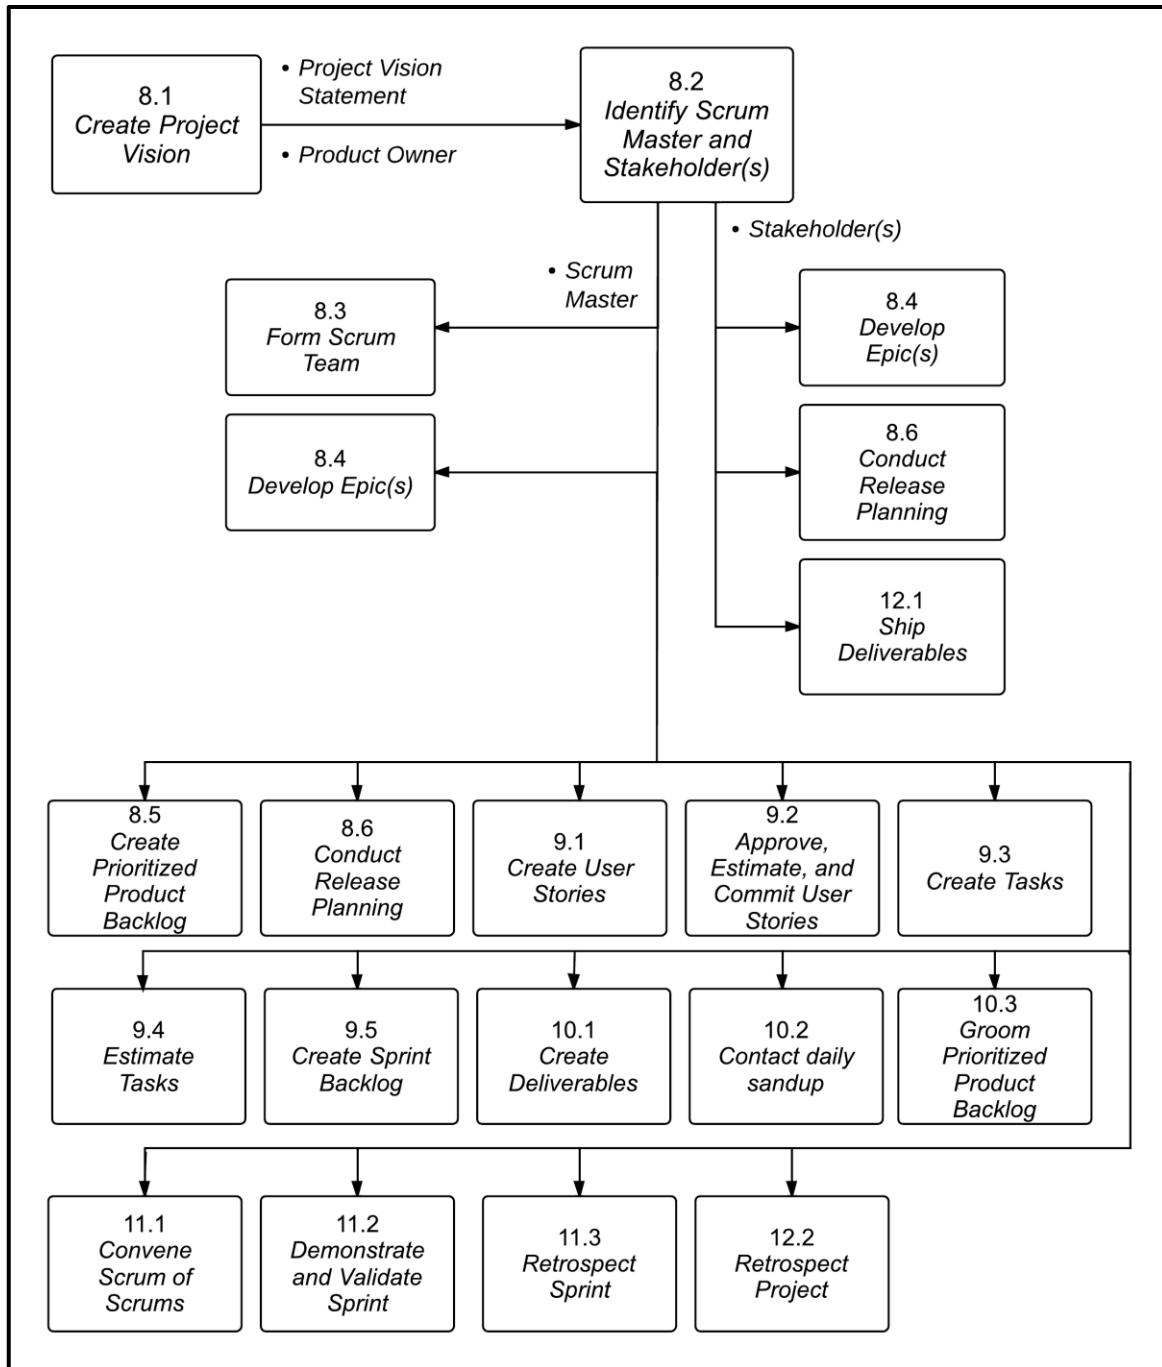 8.1
Create Project
Vision
• Project Vision
Statement
• Product Owner
8.2
Identify Scrum
Master and
Stakeholder(s)
• Stakeholder(s)
• Scrum
Master
8.3
Form Scrum
Team
8.4
Develop
Epic(s)
8.4
Develop Epic(s)
8.6
Conduct
Release
Planning
12.1
Ship
Deliverables
8.5
Create
Prioritized
Product
Backlog
8.6
Conduct
Release
Planning
9.1
Create User
Stories
9.2
Approve,
Estimate, and
Commit User
Stories
9.3
Create Tasks
9.4
Estimate
Tasks
9.5
Create Sprint
Backlog
10.1
Create
Deliverables
10.2
Contact daily
sandup
10.3
Groom
Prioritized
Product
Backlog
11.1
Convene
Scrum of
Scrums
11.2
Demonstrate
and Validate
Sprint
11.3
Retrospect
Sprint
12.2
Retrospect
Project